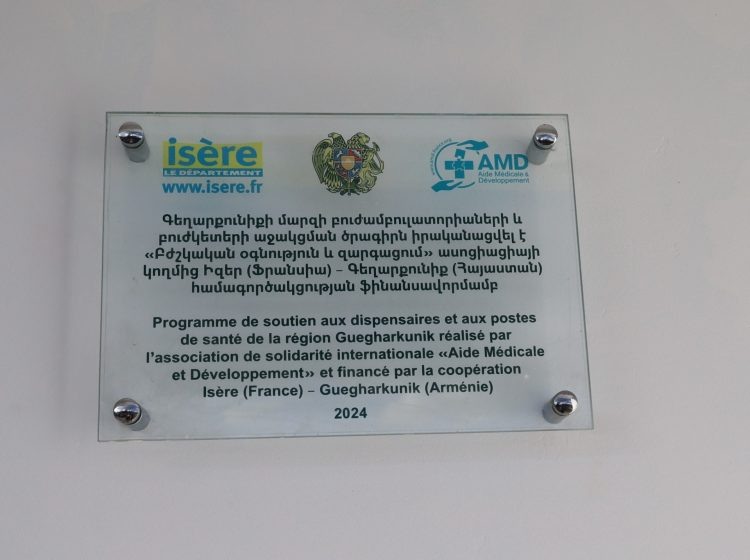 isère
LE DÉPARTEMENT
www.isere.fr
AMD
Aide Médicale &
Développement
Գեղարքունիքի մարզի բուժամբուլատորիաների և
բուժկետերի աջակցման ծրագիրն իրականացվել է
«Բժշկական օգնություն և զարգացում» ասոցիացիայի
կողմից Իզեր (Ֆրանսիա) – Գեղարքունիք (Հայաստան)
համագործակցության ֆինանսավորմամբ
Programme de soutien aux dispensaires et aux postes
de santé de la région Guegharkunik réalisé par
l'association de solidarité internationale «Aide Médicale
et Développement» et financé par la coopération
Isère (France) – Guegharkunik (Arménie)
2024